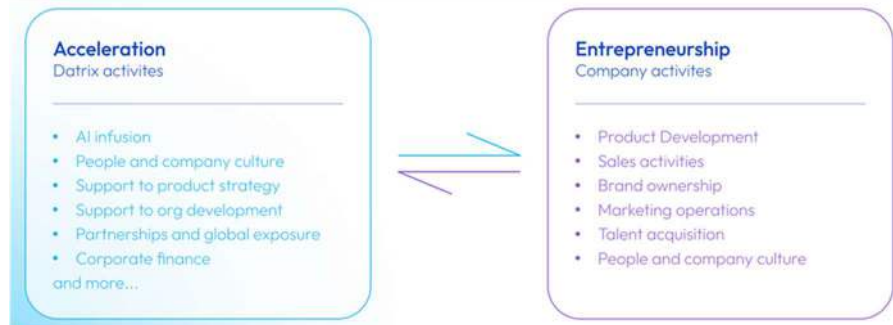 Acceleration
Datrix activites
• AI infusion
• People and company culture
• Support to product strategy
• Support to org development
• Partnerships and global exposure
• Corporate finance
and more...
Entrepreneurship
Company activites
• Product Development
• Sales activities
• Brand ownership
• Marketing operations
• Talent acquisition
• People and company culture